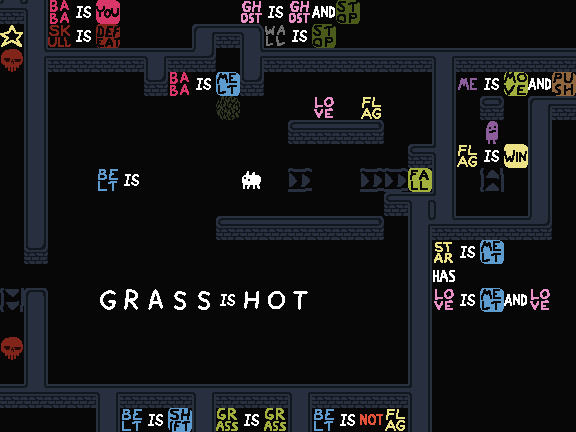 BABA IS YOU
GHOST IS GHOST AND STOP
SKULL IS DEFEAT
WALL IS STOP
BABA IS MELT
ME IS MOVE AND PUSH
LOVE FLAG
FLAG IS WIN
BELT IS
FALL
STAR IS MELT
HAS
LOVE IS MELT AND LOVE
GRASS IS HOT
BELT IS SHIFT
GRASS IS GRASS
BELT IS NOT FLAG